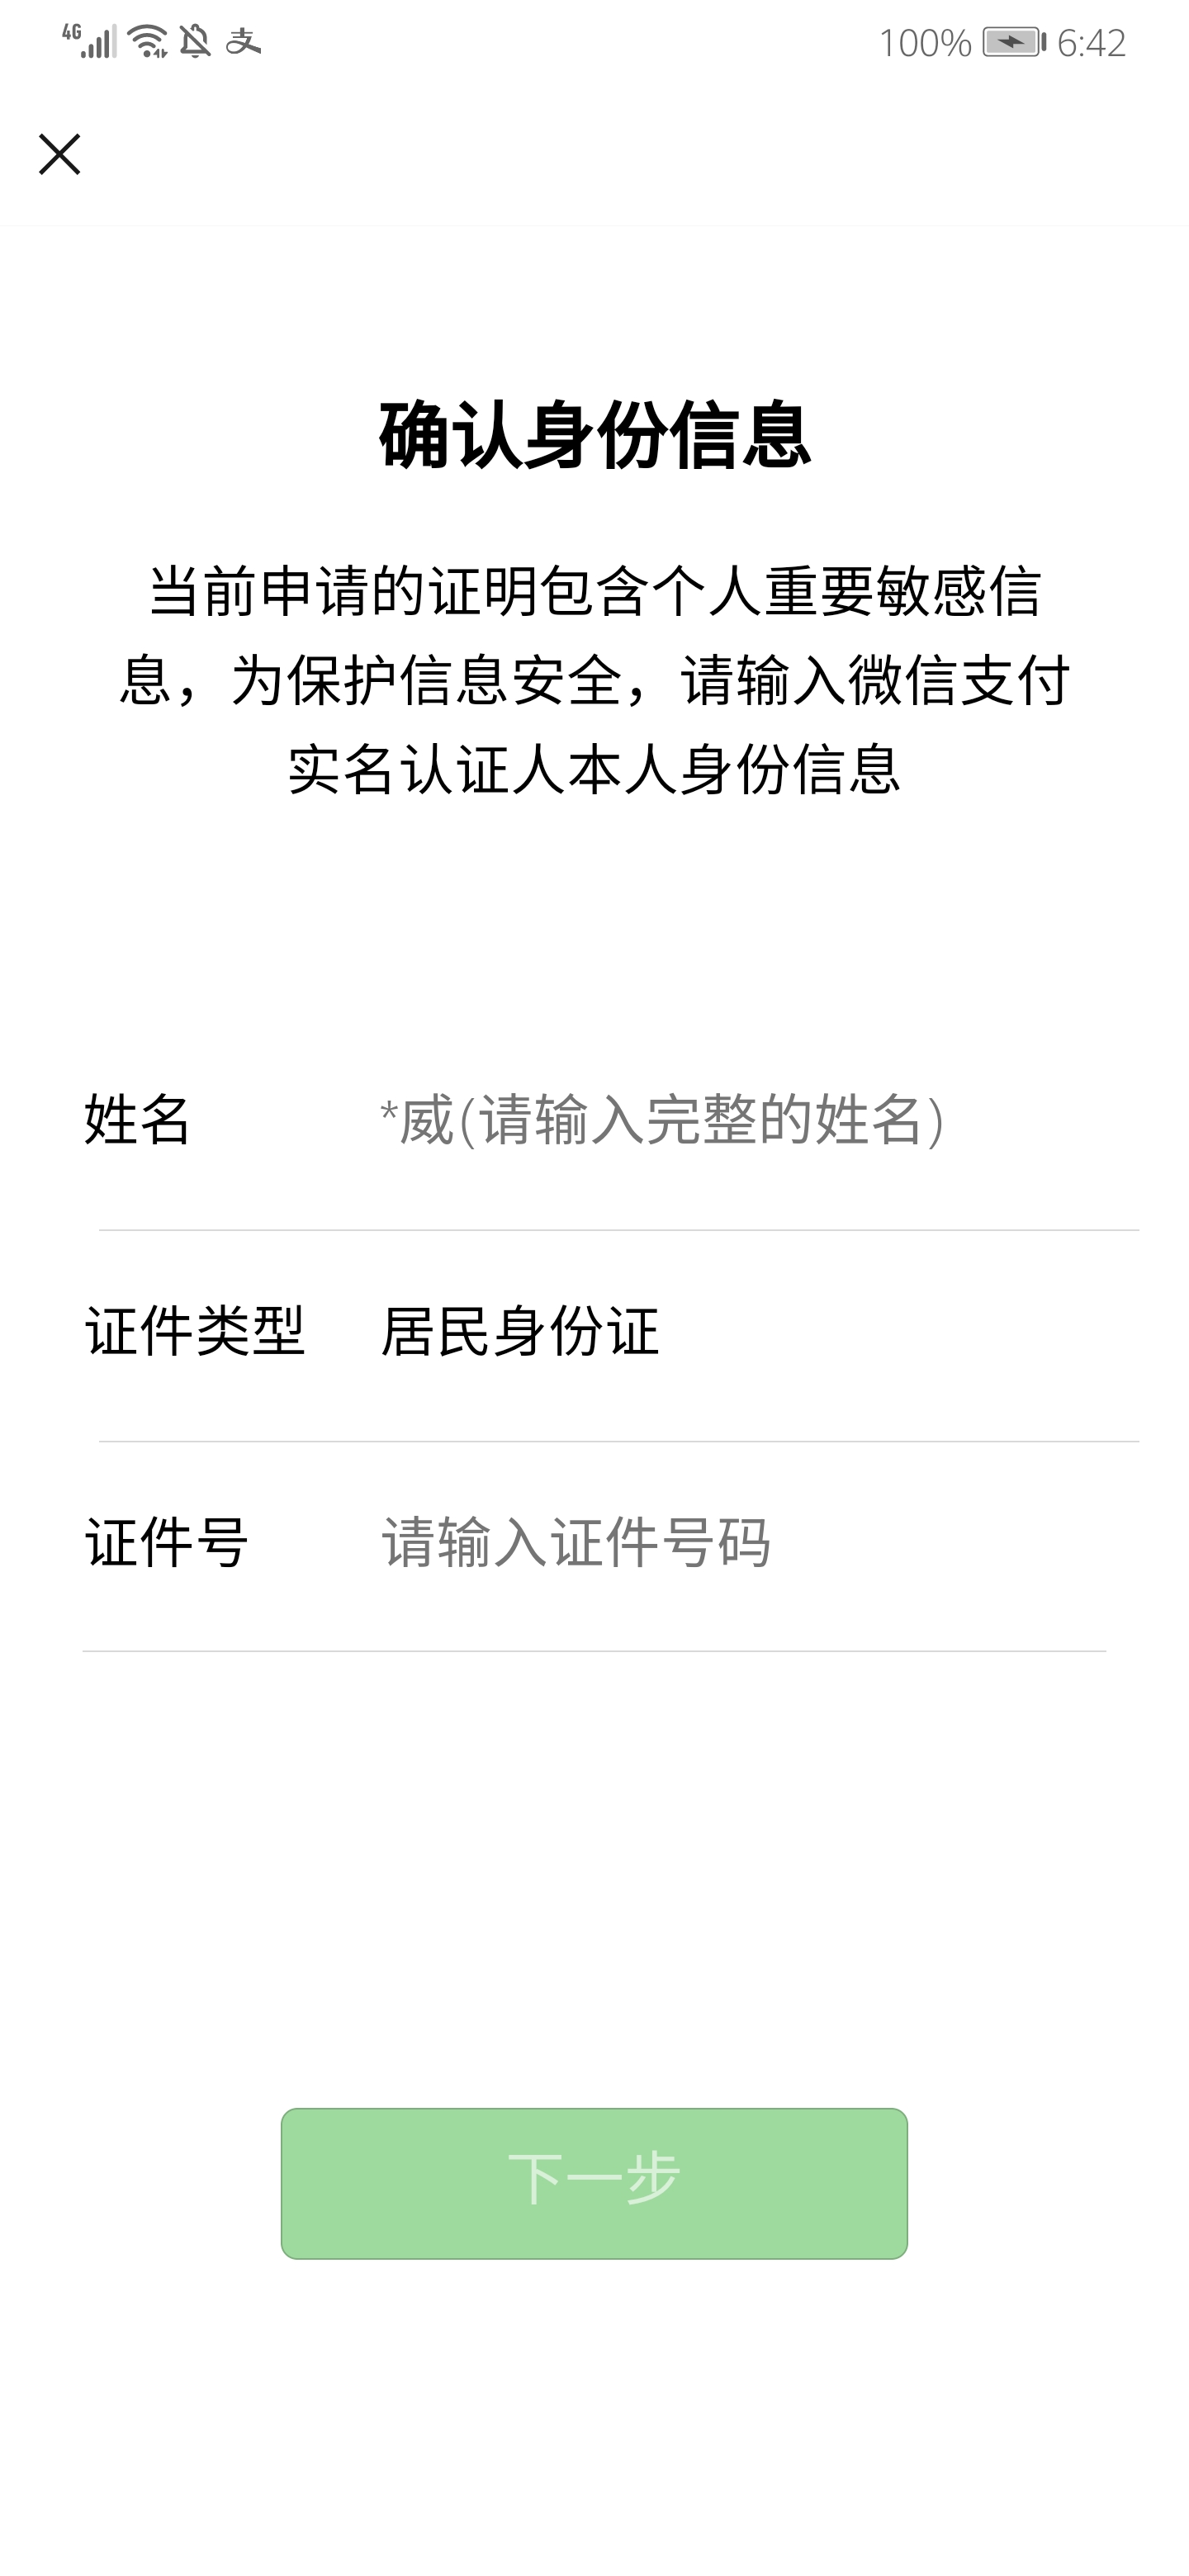 4G 100% 6:42
确认身份信息
当前申请的证明包含个人重要敏感信
息，为保护信息安全，请输入微信支付
实名认证人本人身份信息
姓名 *威(请输入完整的姓名)
证件类型 居民身份证
证件号 请输入证件号码
下一步